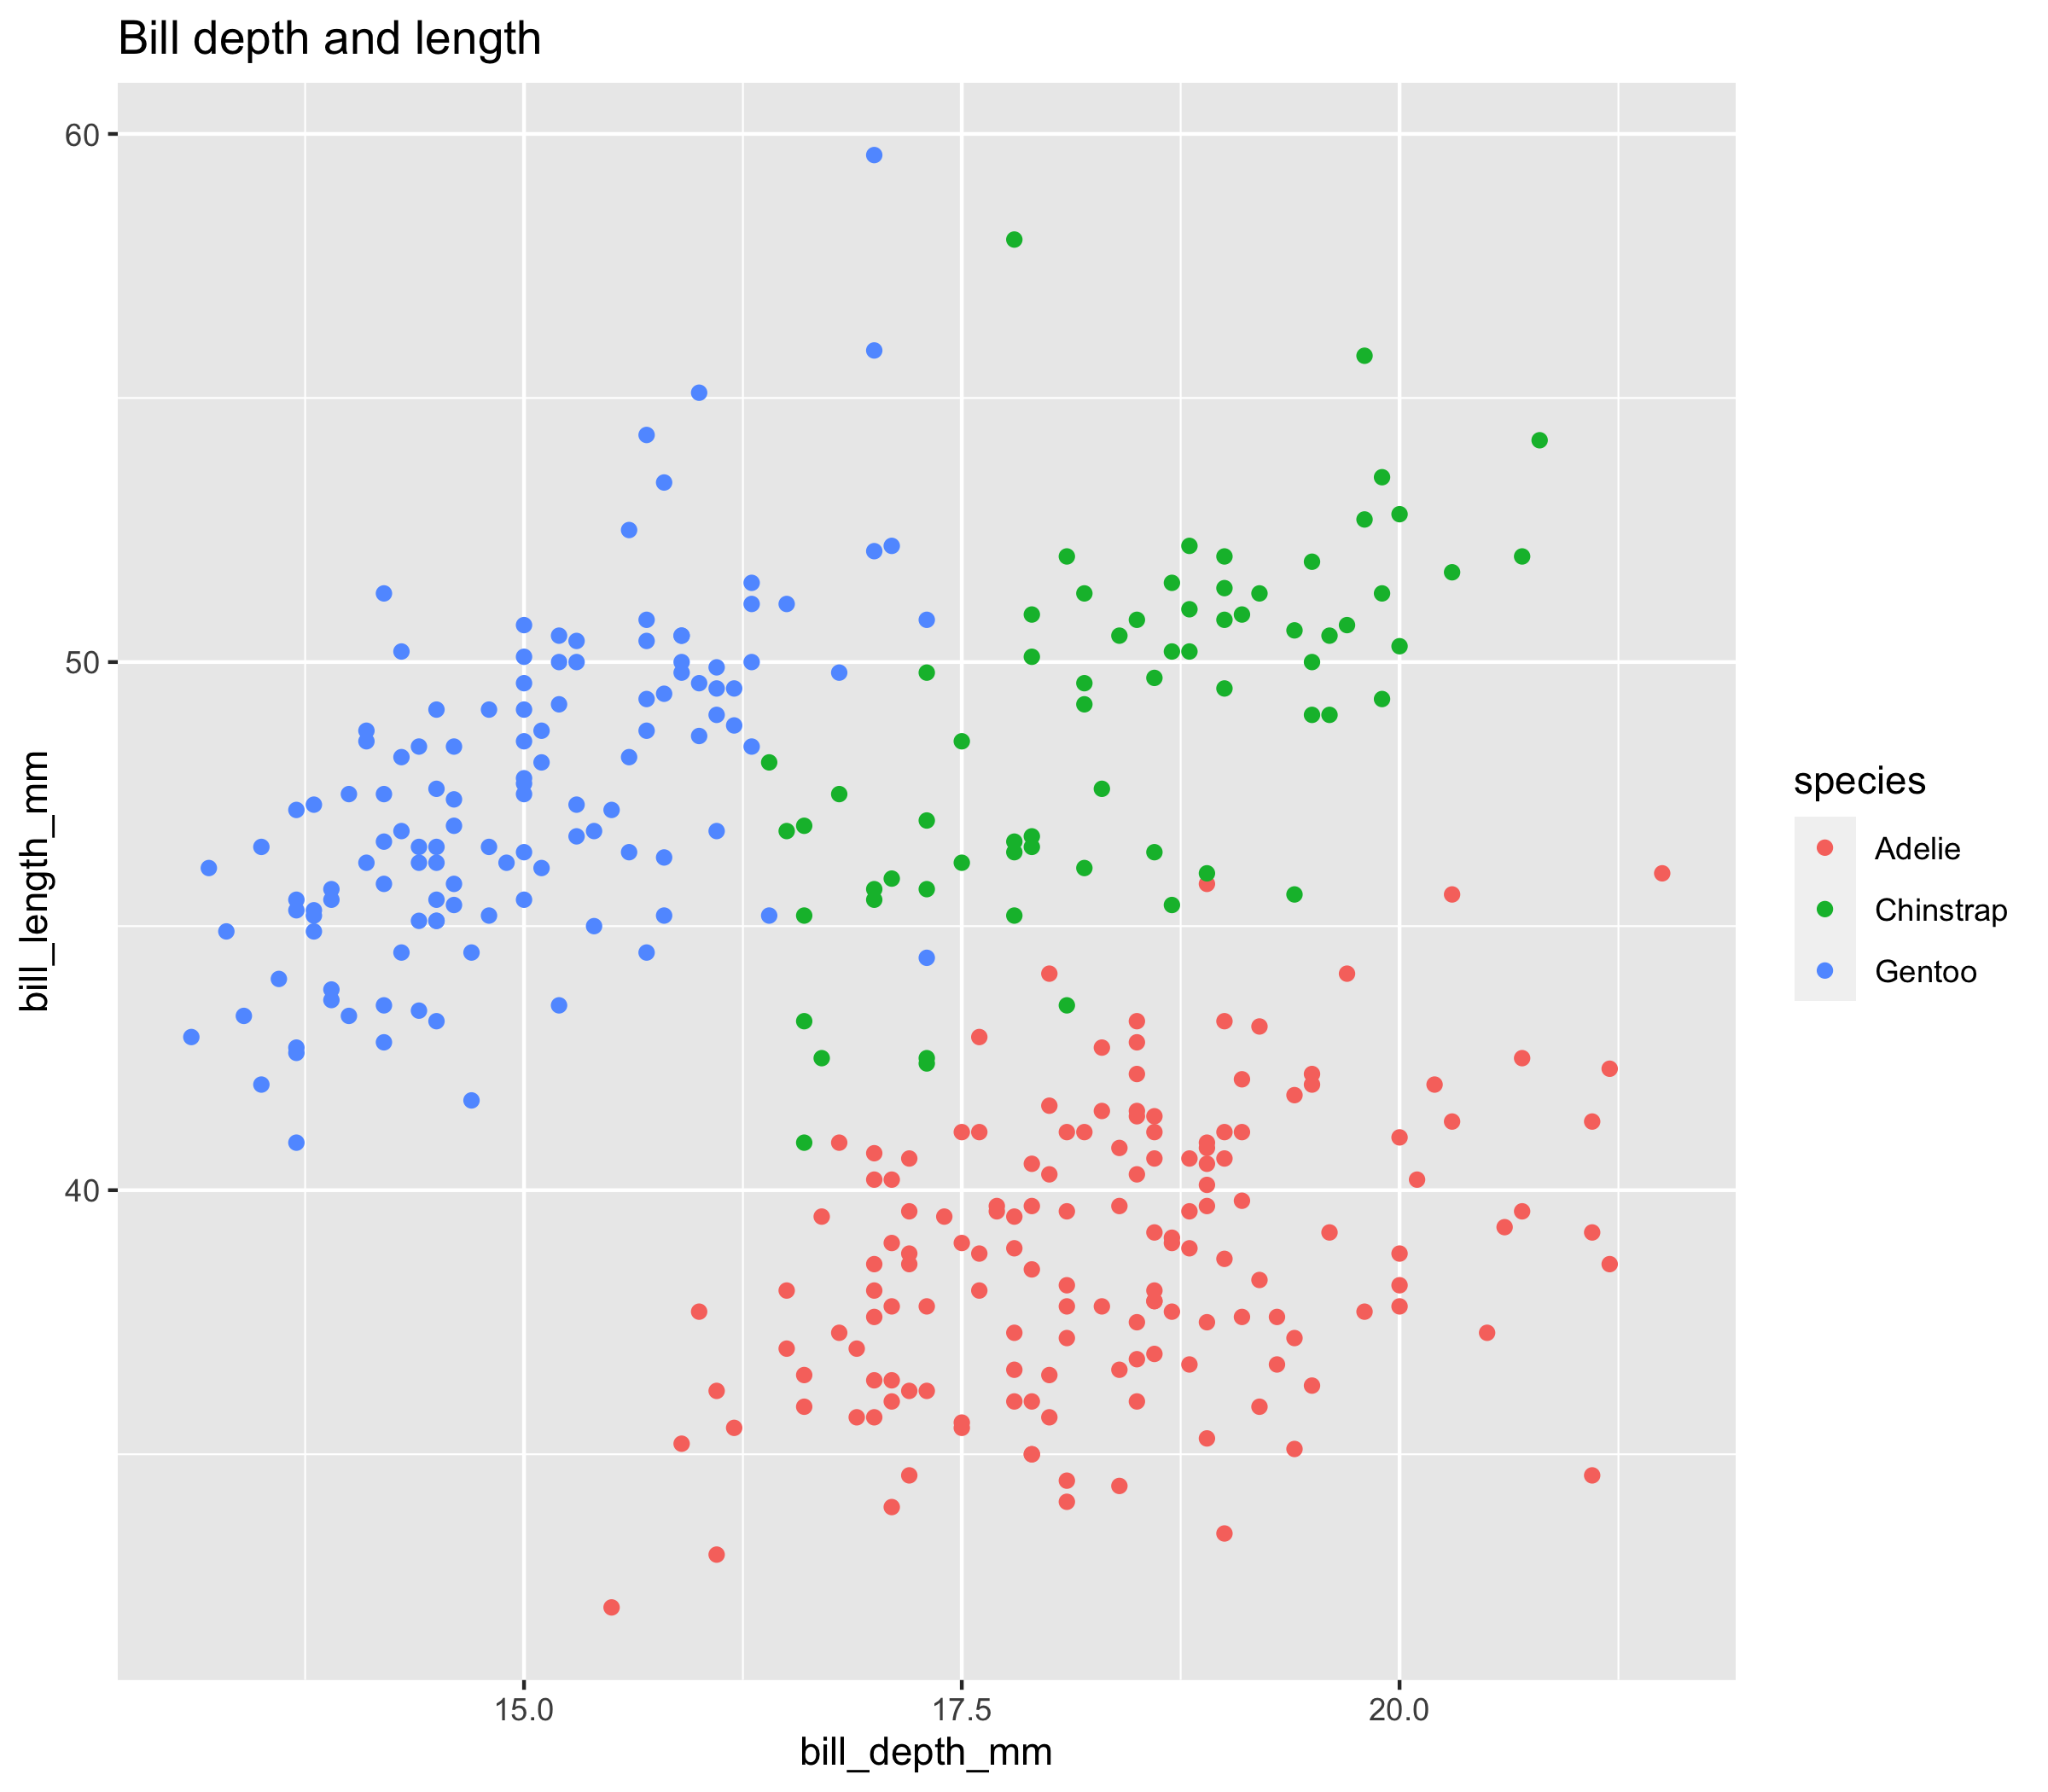 Bill depth and length
60
50
40
bill_length_mm
15.0 17.5 20.0
bill_depth_mm
species
Adelie
Chinstrap
Gentoo